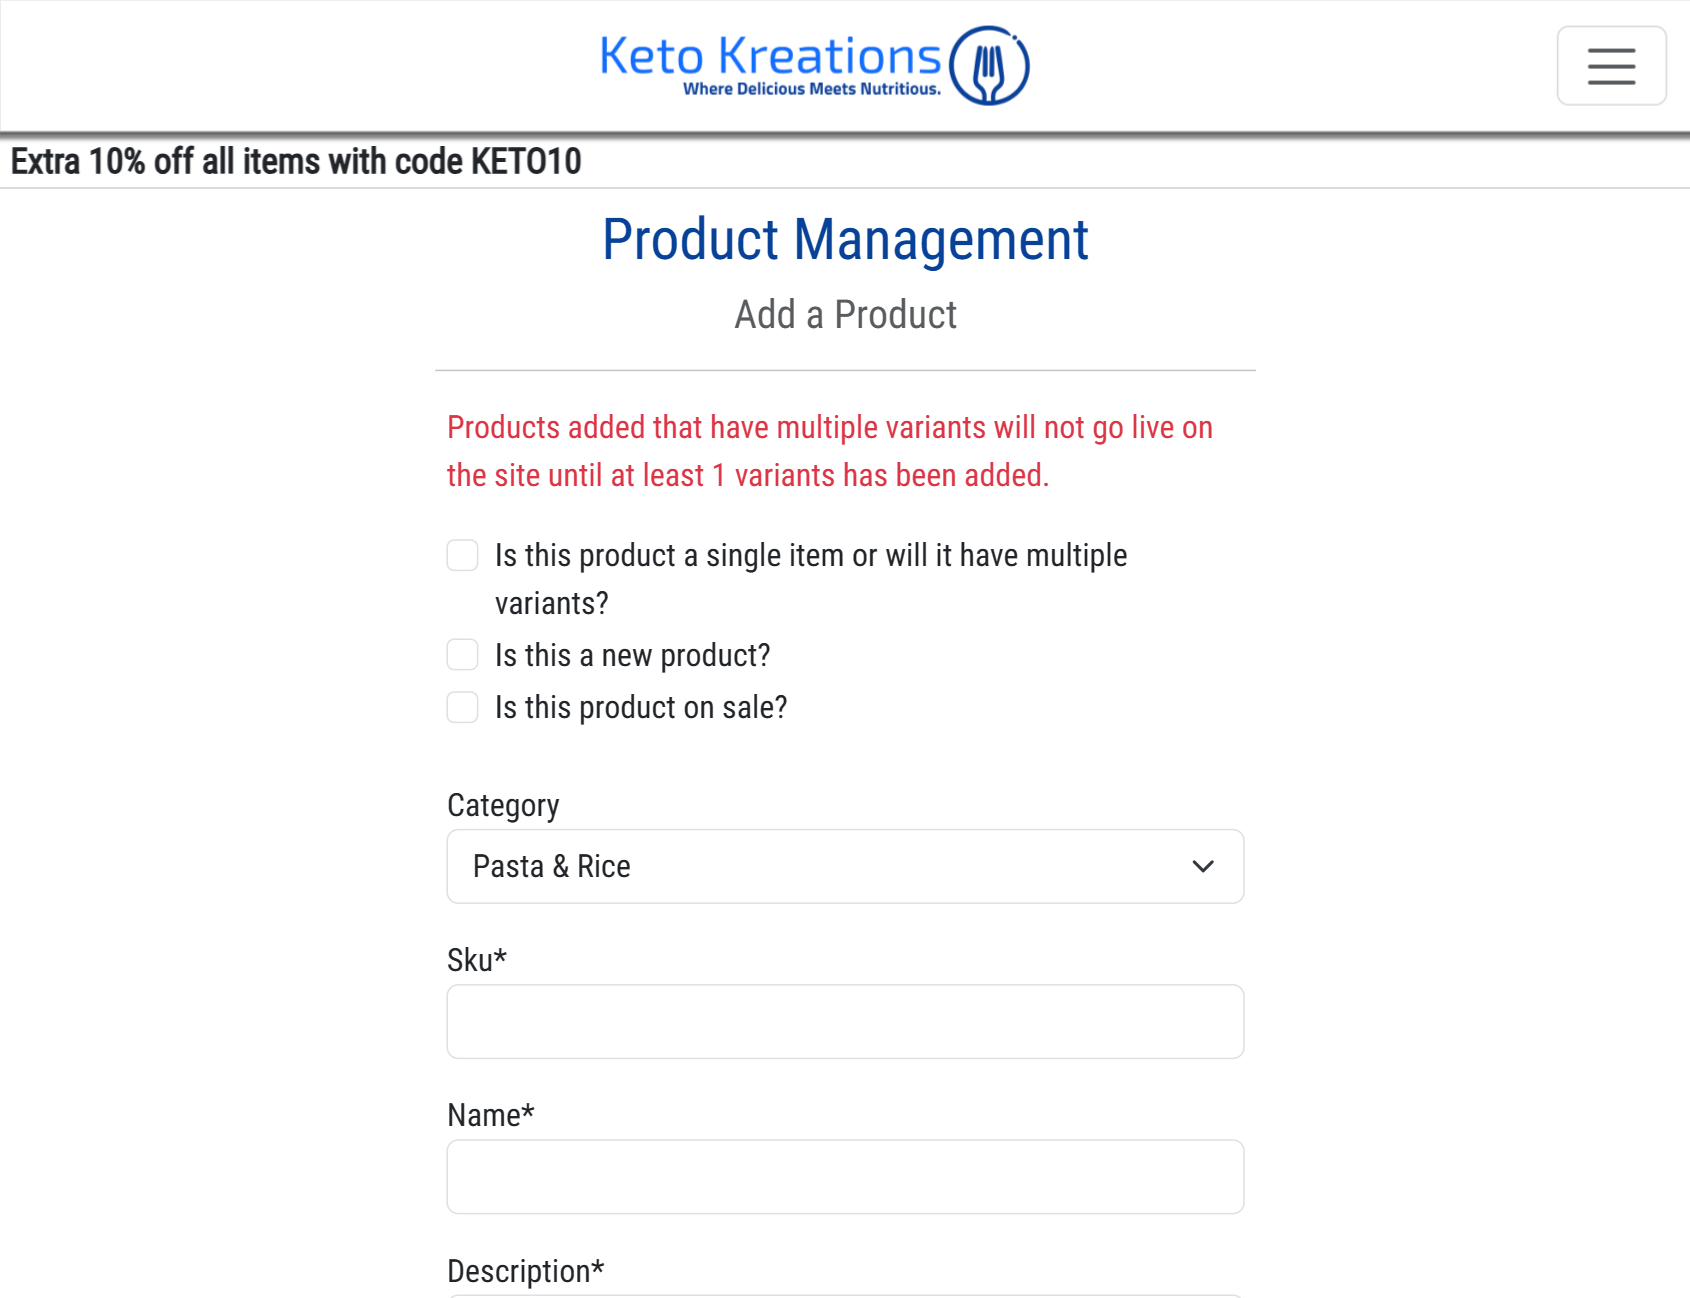 Keto Kreations
Where Delicious Meets Nutritious.
Extra 10% off all items with code KETO10
Product Management
Add a Product
Products added that have multiple variants will not go live on
the site until at least 1 variants has been added.
Is this product a single item or will it have multiple
variants?
Is this a new product?
Is this product on sale?
Category
Pasta & Rice
Sku*
Name*
Description*